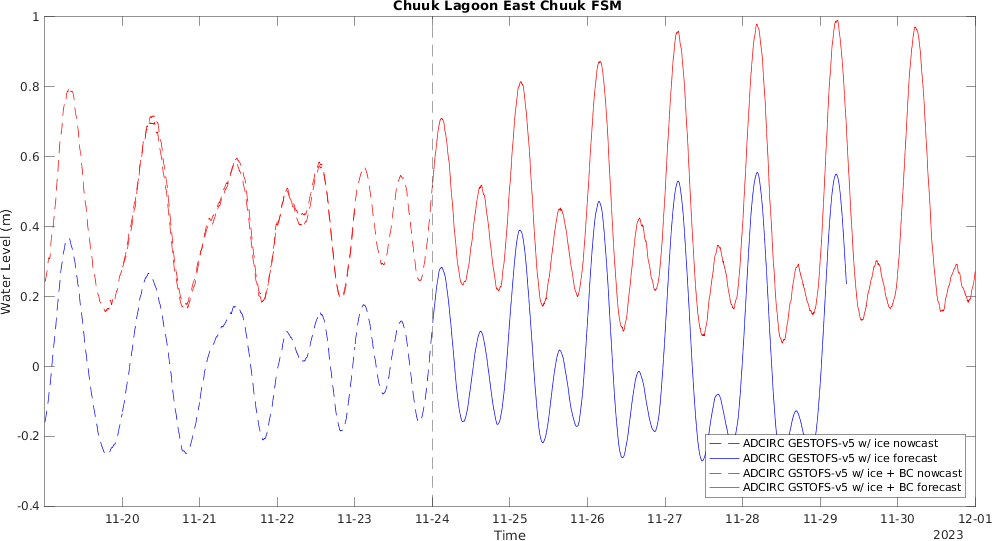 Chuuk Lagoon East Chuuk FSM
1
0.8
0.6
0.4
0.2
0
-0.2
-0.4
Water Level (m)
ADCIRC GESTOFS-v5 w/ ice nowcast
ADCIRC GESTOFS-v5 w/ ice forecast
ADCIRC GSTOFS-v5 w/ ice + BC nowcast
ADCIRC GSTOFS-v5 w/ ice + BC forecast
11-20 11-21 11-22 11-23 11-24 11-25 11-26 11-27 11-28 11-29 11-30 12-01
Time
2023